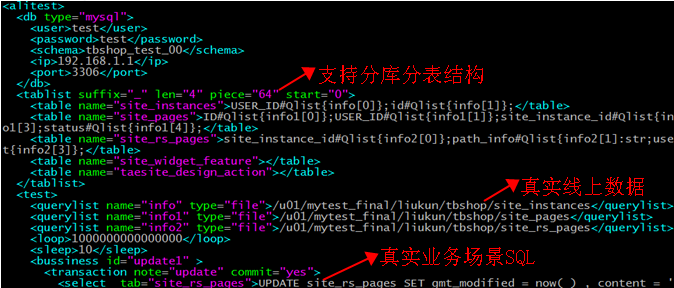 <alitest>
<db type="mysql">
<user>test</user>
<password>test</password>
<schema>tbshop_test_00</schema>
<ip>192.168.1.1</ip>
<port>3306</port>
支持分库分表结构
</db>
<tablist suffix="_" len="4" piece="64" start="0">
<table name="site_instances">USER_ID#Qlist{info[0]};id#Qlist{info[1]};</table>
<table name="site_pages">ID#Qlist{info1[0]};USER_ID#Qlist{info1[1]};site_instance_id#Qlist{inf
o1[3];status#Qlist{info1[4]};</table>
<table name="site_rs_pages">site_instance_id#Qlist{info2[0]};path_info#Qlist{info2[1]:str;use
t{info2[3]};</table>
<table name="site_widget_feature"></table>
<table name="taesite_design_action"></table>
</tablist>
真实线上数据
<test>
<querylist name="info" type="file">/u01/mytest_final/liukun/tbshop/site_instances</querylist>
<querylist name="info1" type="file">/u01/mytest_final/liukun/tbshop/site_pages</querylist>
<querylist name="info2" type="file">/u01/mytest_final/liukun/tbshop/site_rs_pages</querylist>
<loop>1000000000000000</loop>
<sleep>10</sleep>
真实业务场景SQL
<bussiness id="update1" >
<transaction note="update" commit="yes">
<select tab="site_rs_pages">UPDATE site_rs_pages SET gmt_modified = now( ) , content = '